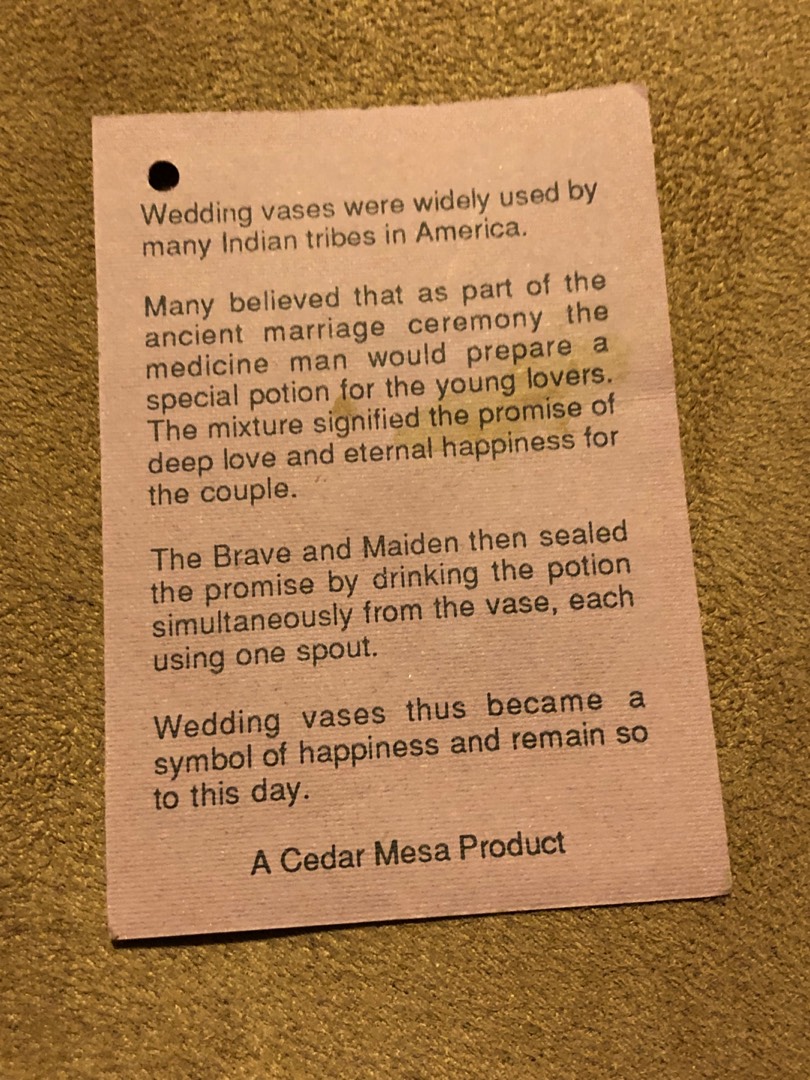 Wedding vases were widely used by
many Indian tribes in America.
Many believed that as part of the
ancient marriage ceremony the
medicine man would prepare a
special potion for the young lovers.
The mixture signified the promise of
deep love and eternal happiness for
the couple.
The Brave and Maiden then sealed
the promise by drinking the potion
simultaneously from the vase, each
using one spout.
Wedding vases thus became a
symbol of happiness and remain so
to this day.
A Cedar Mesa Product